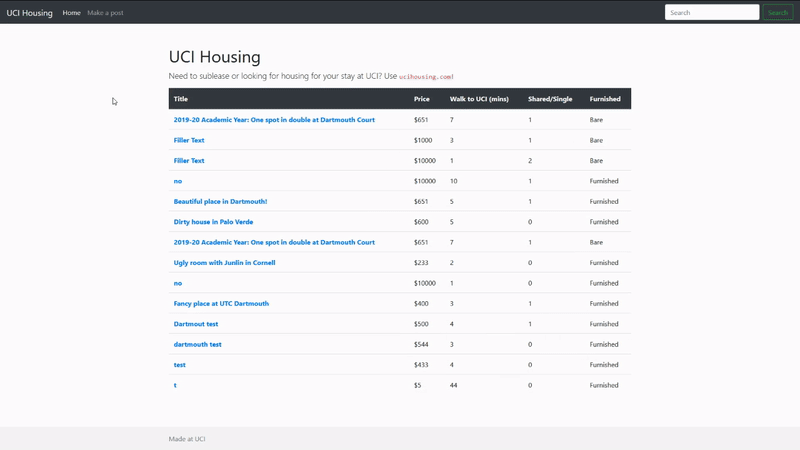 UCI Housing Home Make a post Search Search
UCI Housing
Need to sublease or looking for housing for your stay at UCI? Use ucihousing.com!
Title Price Walk to UCI (mins) Shared/Single Furnished
2019-20 Academic Year: One spot in double at Dartmouth Court $651 7 1 Bare
Filler Text $1000 3 1 Bare
Filler Text $10000 1 2 Bare
no $10000 10 1 Furnished
Beautiful place in Dartmouth! $651 5 1 Furnished
Dirty house in Palo Verde $600 5 0 Furnished
2019-20 Academic Year: One spot in double at Dartmouth Court $651 7 1 Bare
Ugly room with Junlin in Cornell $233 2 0 Furnished
no $10000 1 0 Furnished
Fancy place at UTC Dartmouth $400 3 1 Furnished
Dartmout test $500 4 1 Furnished
dartmouth test $544 3 0 Furnished
test $433 4 0 Furnished
t $5 44 0 Furnished
Made at UCI